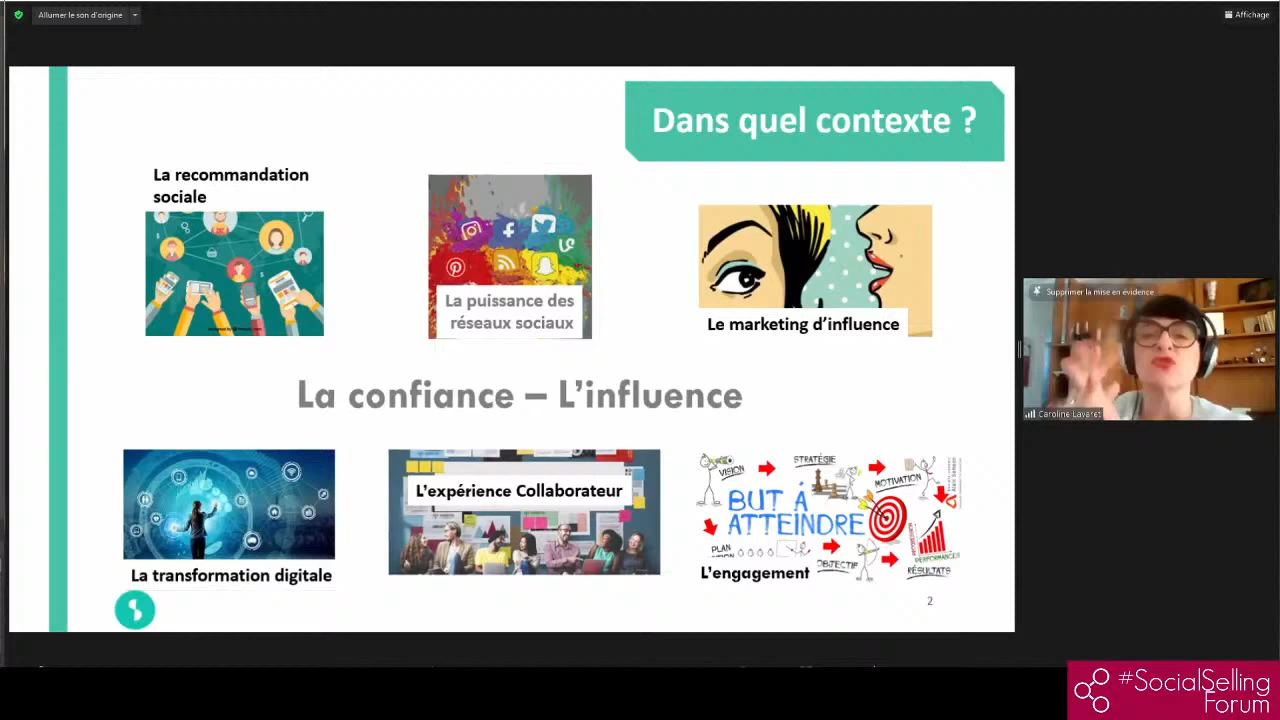 Allumer le son d'origine
Affichage
Dans quel contexte ?
La recommandation
sociale
La puissance des
réseaux sociaux
Le marketing d'influence
Supprimer la mise en évidence
Caroline Lavaret
La confiance – L'influence
L'expérience Collaborateur
La transformation digitale
VISION
STRATÉGIE
MOTIVATION
BUT À
ATTEINDRE
PLAN
OBJECTIF
PERFORMANCES
RÉSULTATS
L'engagement
2
#SocialSelling
Forum